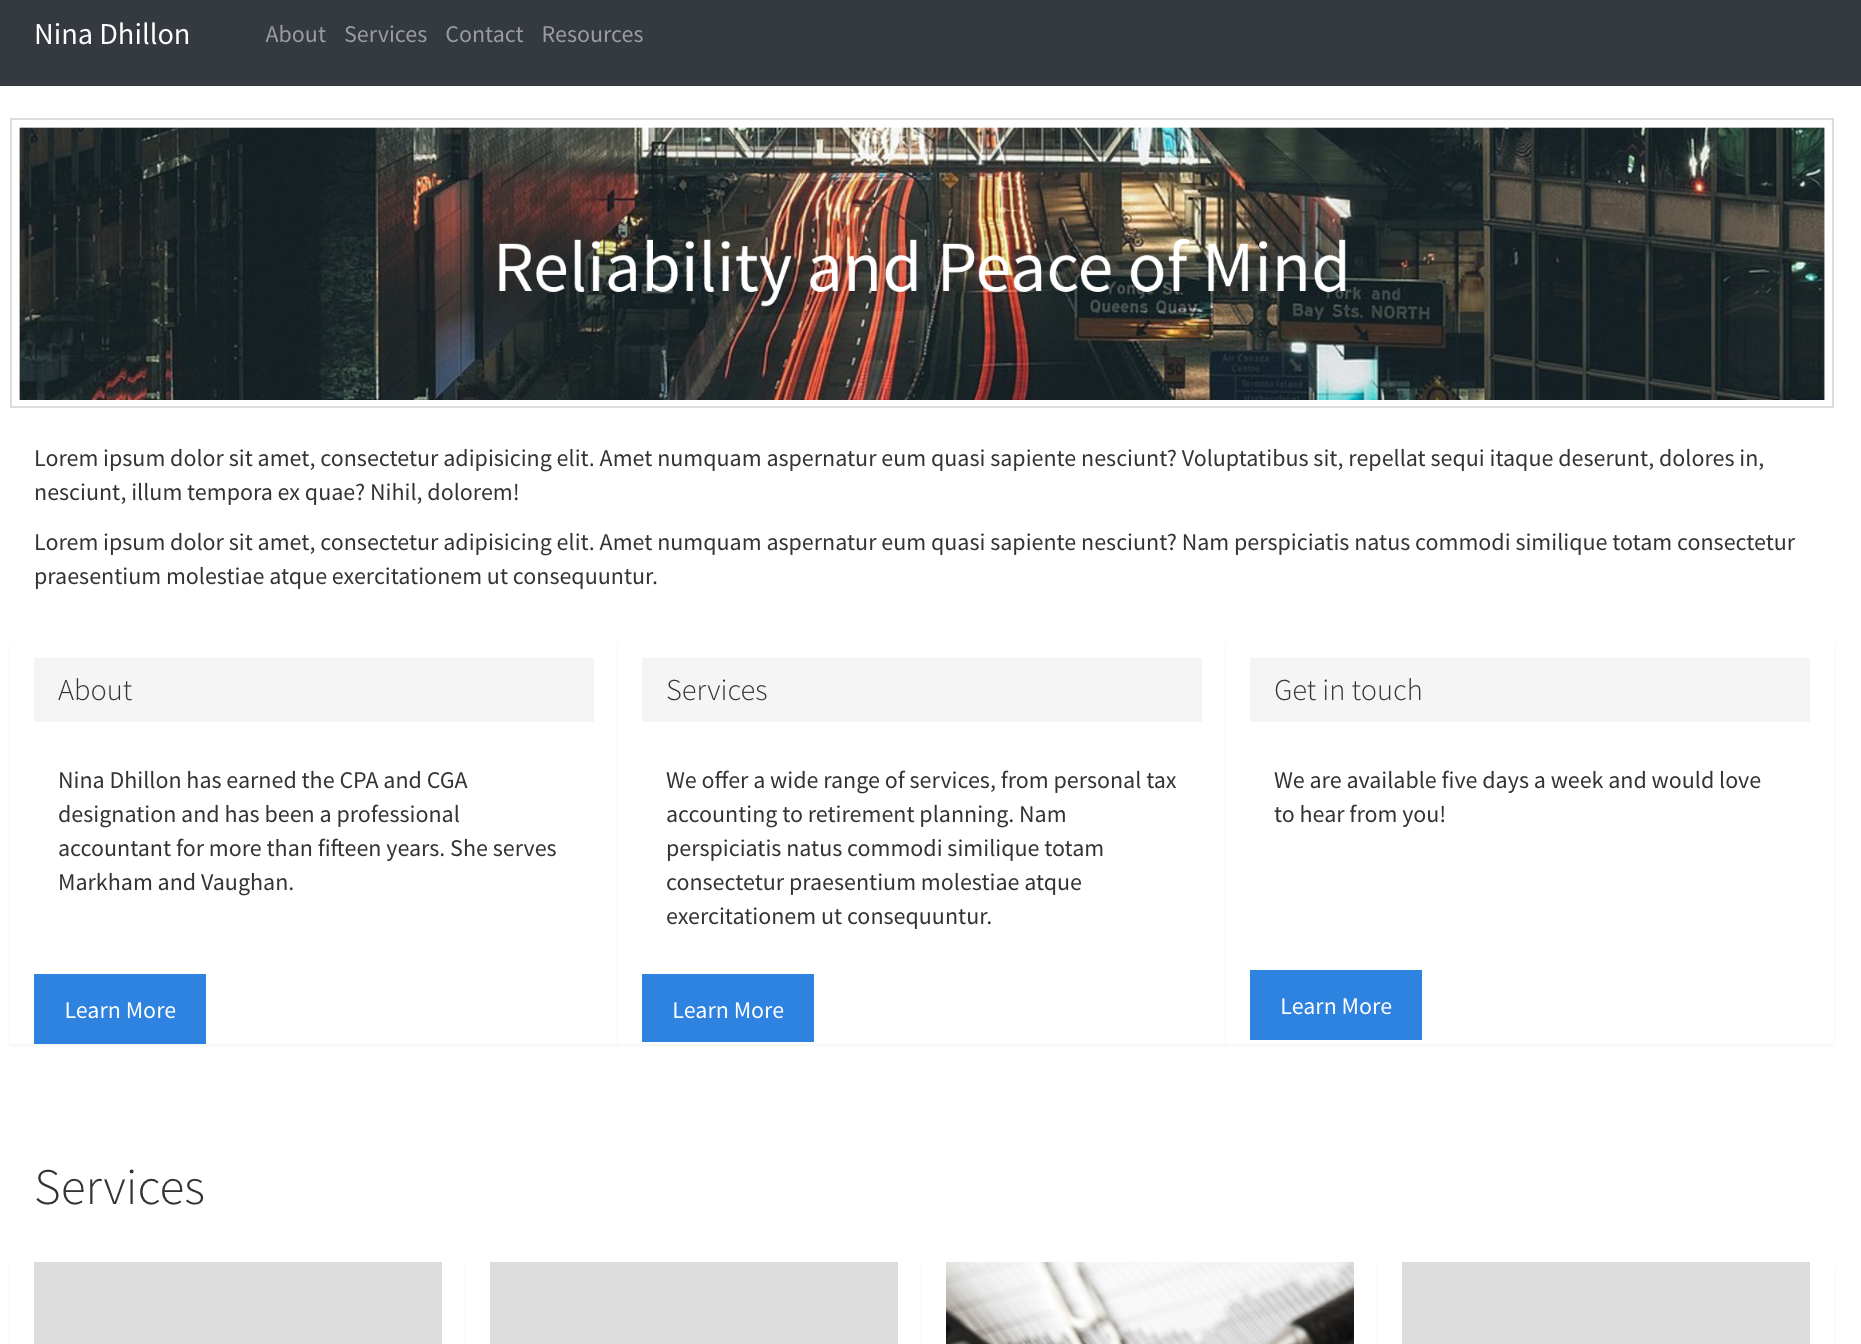 Nina Dhillon
About Services Contact Resources
Reliability and Peace of Mind
Queens Quay
York and
Bay Sts. NORTH
Air Canada
Centre
Toronto Island
Lorem ipsum dolor sit amet, consectetur adipisicing elit. Amet numquam aspernatur eum quasi sapiente nesciunt? Voluptatibus sit, repellat sequi itaque deserunt, dolores in,
nesciunt, illum tempora ex quae? Nihil, dolorem!
Lorem ipsum dolor sit amet, consectetur adipisicing elit. Amet numquam aspernatur eum quasi sapiente nesciunt? Nam perspiciatis natus commodi similique totam consectetur
praesentium molestiae atque exercitationem ut consequuntur.
About
Nina Dhillon has earned the CPA and CGA
designation and has been a professional
accountant for more than fifteen years. She serves
Markham and Vaughan.
Learn More
Services
We offer a wide range of services, from personal tax
accounting to retirement planning. Nam
perspiciatis natus commodi similique totam
consectetur praesentium molestiae atque
exercitationem ut consequuntur.
Learn More
Get in touch
We are available five days a week and would love
to hear from you!
Learn More
Services